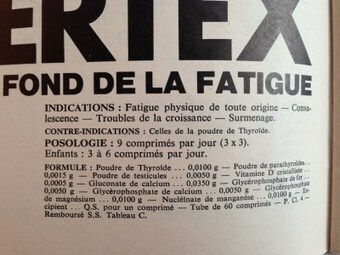 ERTEX
FOND DE LA FATIGUE
INDICATIONS : Fatigue physique de toute origine — Conva-
lescence — Troubles de la croissance — Surmenage.
CONTRE-INDICATIONS : Celles de la poudre de Thyroïde.
POSOLOGIE : 9 comprimés par jour (3 x 3).
Enfants : 3 à 6 comprimés par jour.
FORMULE : Poudre de Thyroïde . . . 0,0100 g — Poudre de parathyroïdes . .
0,0015 g — Poudre de testicules . . . 0,0050 g — Vitamine D cristallisée . .
0,0005 g — Gluconate de calcium . . . 0,0350 g — Glycérophosphate de fer . .
0,0050 g — Glycérophosphate de calcium . . . 0,0050 g — Glycérophosphate
de magnésium . . . 0,0100 g — Nucléinate de manganèse . . . 0,0100 g — Ex-
cipient . . . Q.S. pour un comprimé — Tube de 60 comprimés — P. Cl. 4 —
Remboursé S.S. Tableau C.